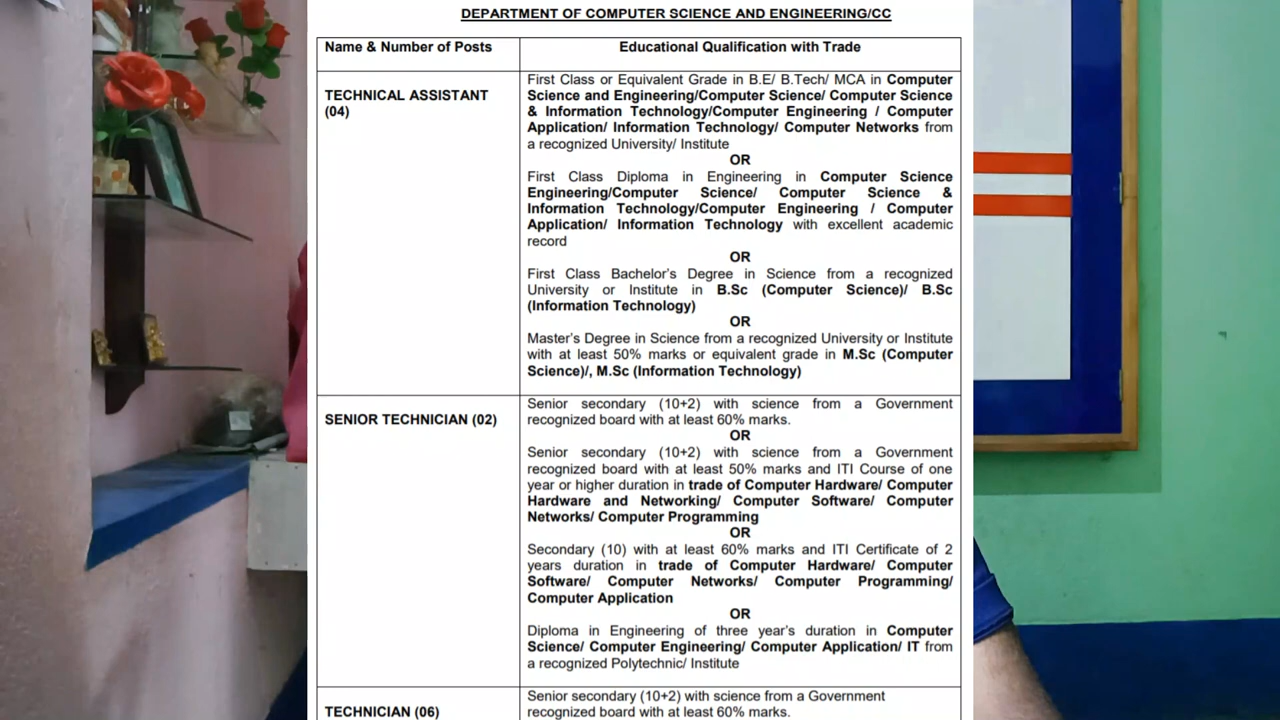 DEPARTMENT OF COMPUTER SCIENCE AND ENGINEERING/CC
Name & Number of Posts
Educational Qualification with Trade
TECHNICAL ASSISTANT
(04)
First Class or Equivalent Grade in B.E/ B.Tech/ MCA in Computer
Science and Engineering/Computer Science/ Computer Science
& Information Technology/Computer Engineering / Computer
Application/ Information Technology/ Computer Networks from
a recognized University/ Institute
OR
First Class Diploma in Engineering in Computer Science
Engineering/Computer Science/ Computer Science &
Information Technology/Computer Engineering / Computer
Application/ Information Technology with excellent academic
record
OR
First Class Bachelor's Degree in Science from a recognized
University or Institute in B.Sc (Computer Science)/ B.Sc
(Information Technology)
OR
Master's Degree in Science from a recognized University or Institute
with at least 50% marks or equivalent grade in M.Sc (Computer
Science)/, M.Sc (Information Technology)
SENIOR TECHNICIAN (02)
Senior secondary (10+2) with science from a Government
recognized board with at least 60% marks.
OR
Senior secondary (10+2) with science from a Government
recognized board with at least 50% marks and ITI Course of one
year or higher duration in trade of Computer Hardware/ Computer
Hardware and Networking/ Computer Software/ Computer
Networks/ Computer Programming
OR
Secondary (10) with at least 60% marks and ITI Certificate of 2
years duration in trade of Computer Hardware/ Computer
Software/ Computer Networks/ Computer Programming/
Computer Application
OR
Diploma in Engineering of three year's duration in Computer
Science/ Computer Engineering/ Computer Application/ IT from
a recognized Polytechnic/ Institute
TECHNICIAN (06)
Senior secondary (10+2) with science from a Government
recognized board with at least 60% marks.